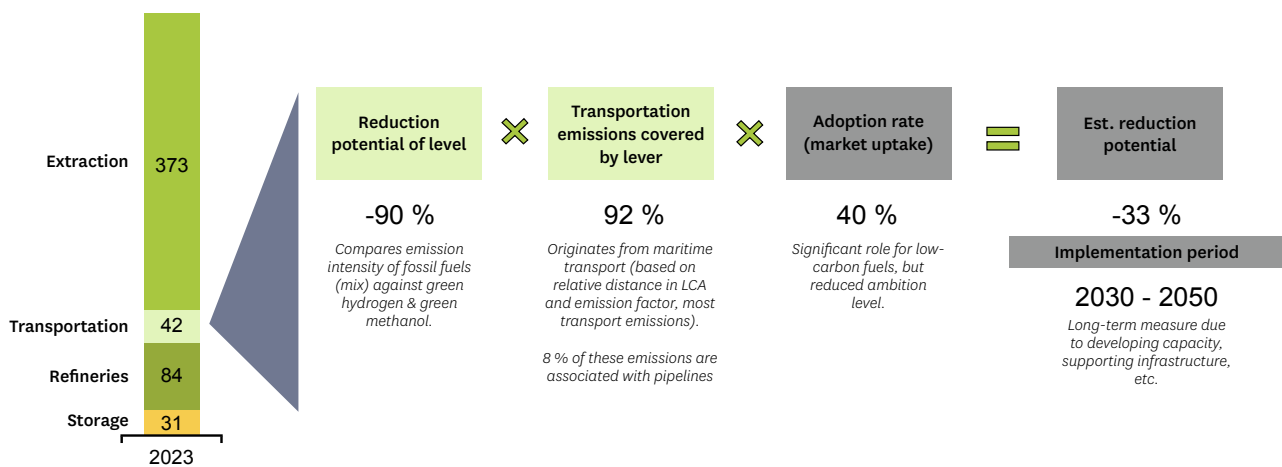 Extraction
373
Transportation
42
Refineries
84
Storage
31
2023
Reduction
potential of level
-90 %
Compares emission
intensity of fossil fuels
(mix) against green
hydrogen & green
methanol.
Transportation
emissions covered
by lever
92 %
Originates from maritime
transport (based on
relative distance in LCA
and emission factor, most
transport emissions).
8 % of these emissions are
associated with pipelines
Adoption rate
(market uptake)
40 %
Significant role for low-
carbon fuels, but
reduced ambition
level.
=
Est. reduction
potential
-33 %
Implementation period
2030 - 2050
Long-term measure due
to developing capacity,
supporting infrastructure,
etc.